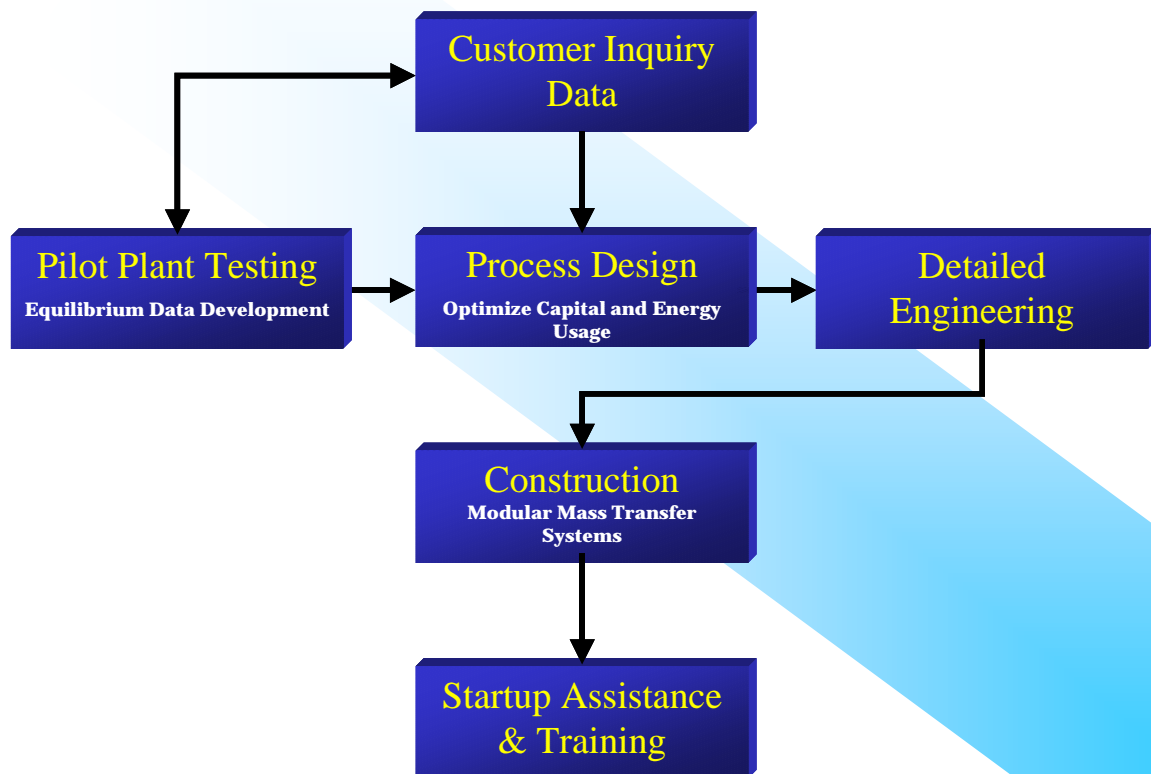 Customer Inquiry
Data
Pilot Plant Testing
Equilibrium Data Development
Process Design
Optimize Capital and Energy
Usage
Detailed
Engineering
Construction
Modular Mass Transfer
Systems
Startup Assistance
& Training